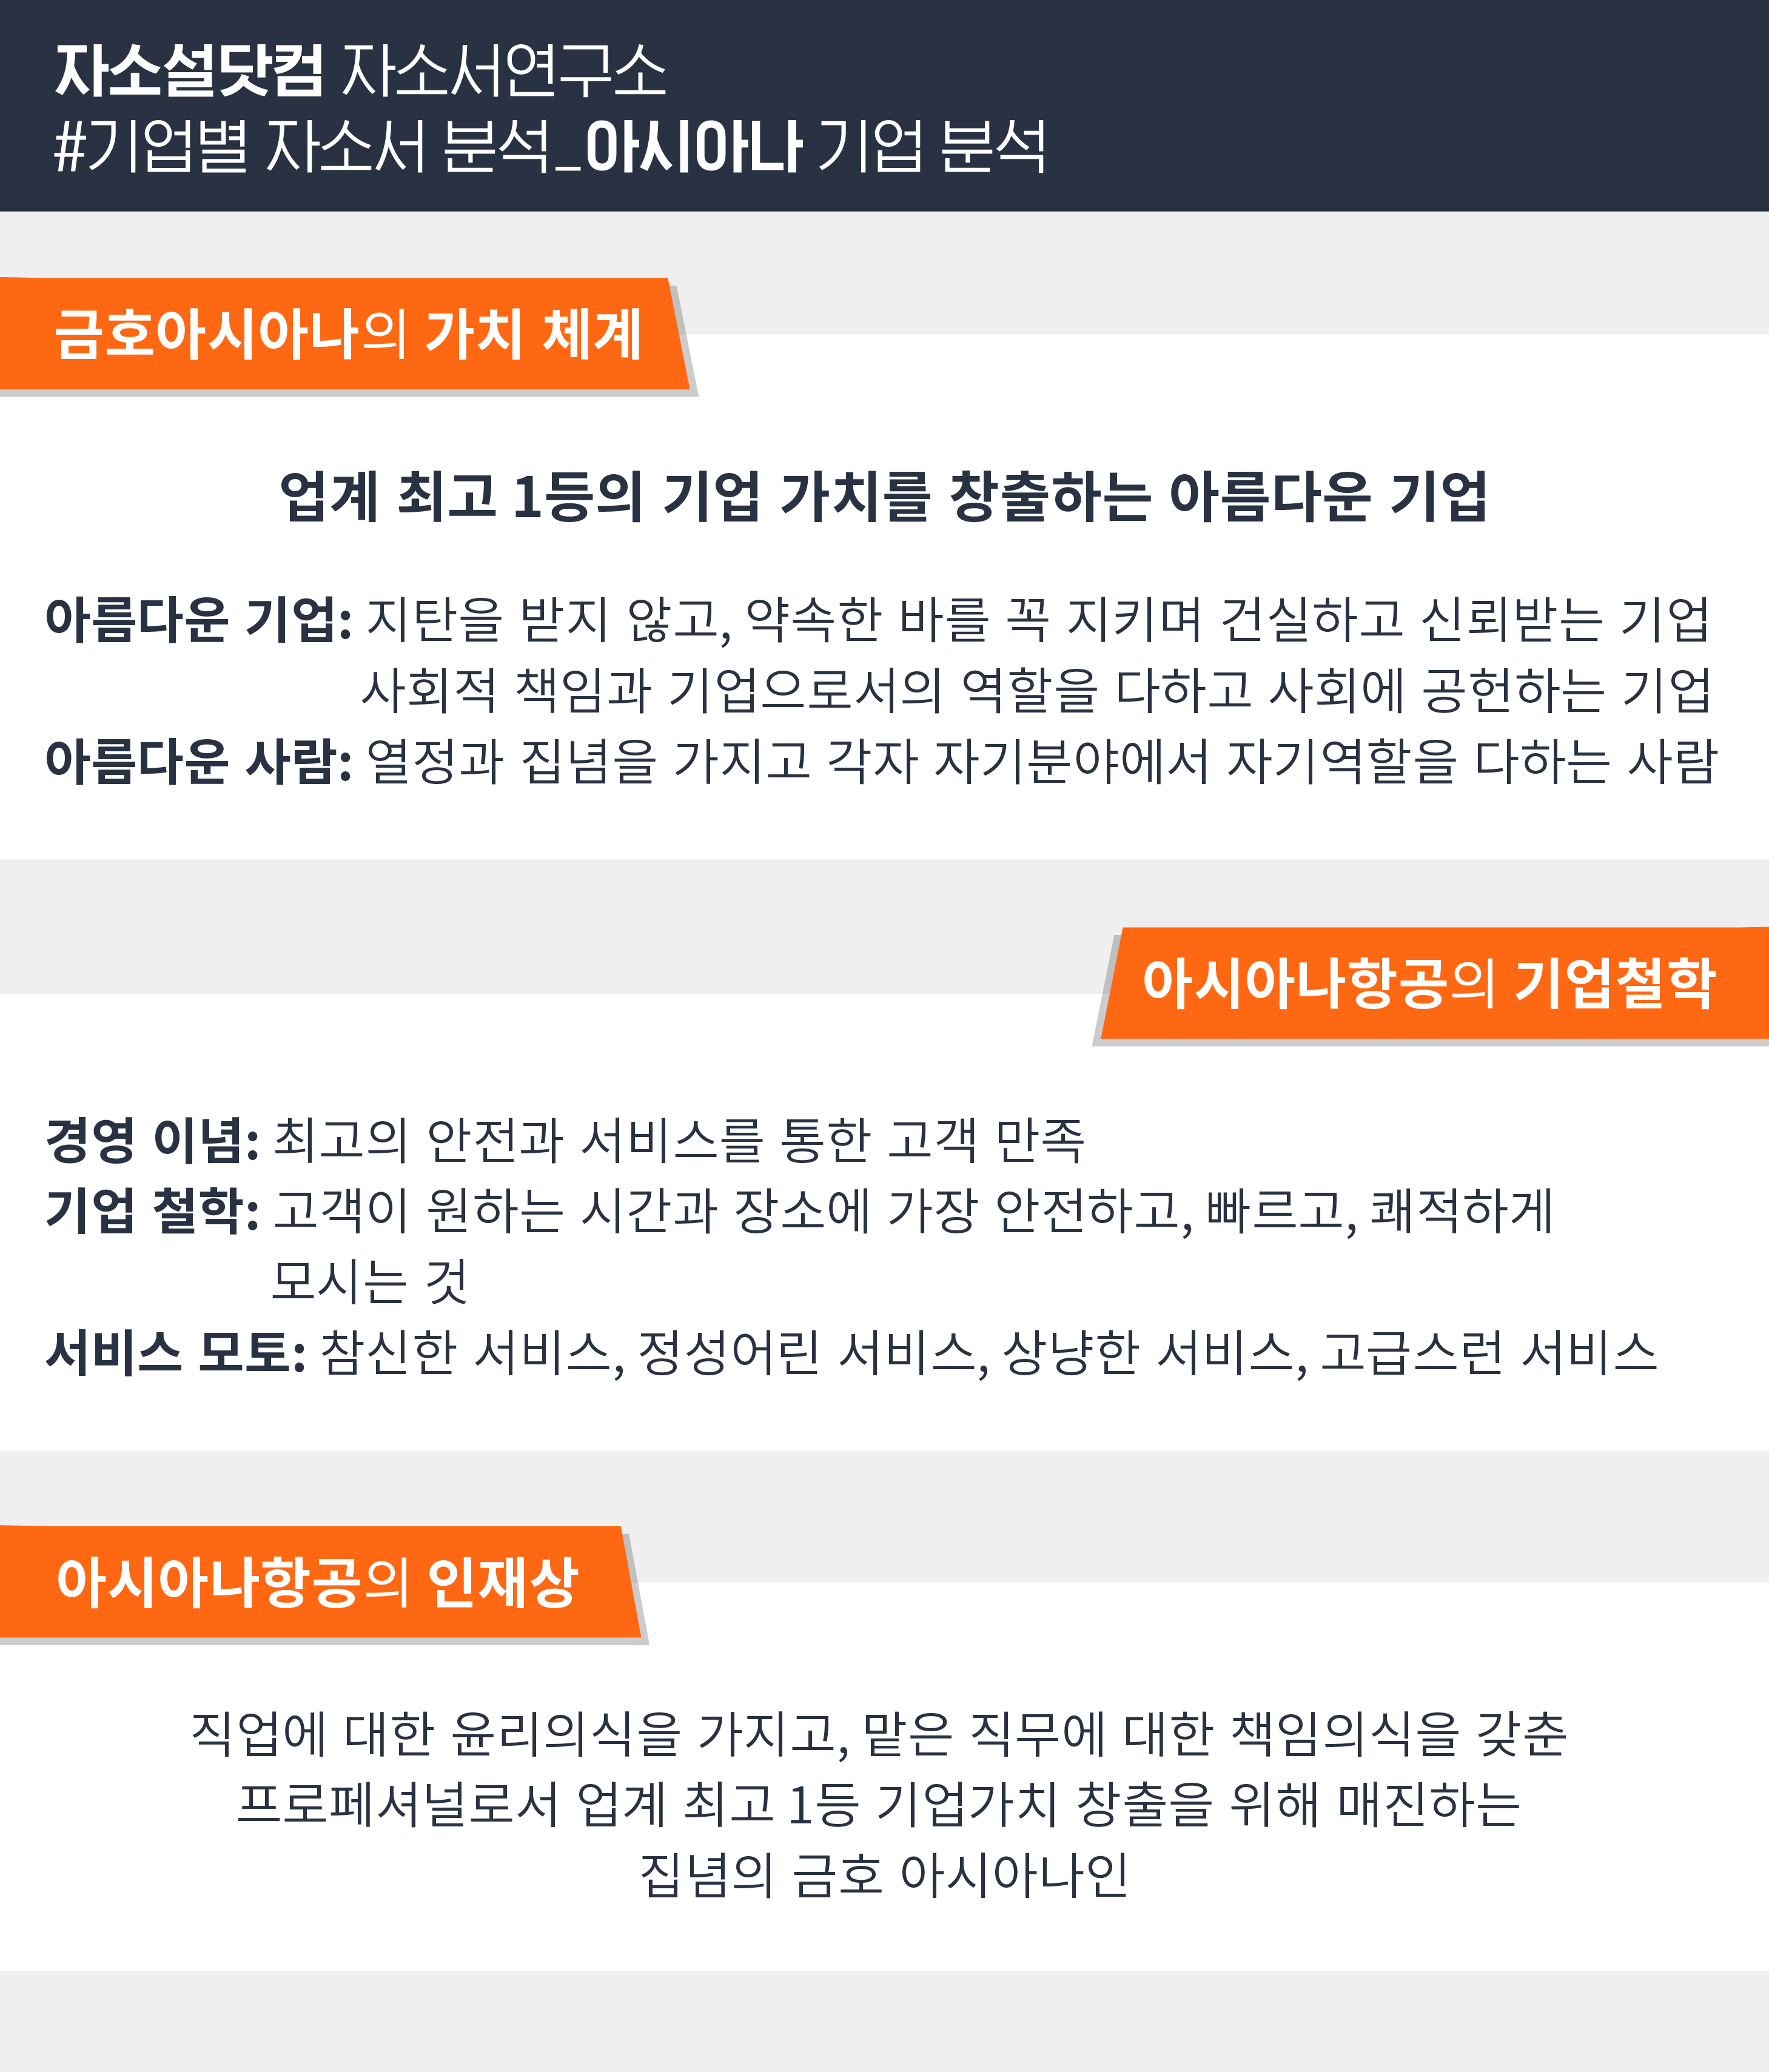 자소설닷컴 자소서연구소
#기업별 자소서 분석_아시아나 기업 분석
금호아시아나의 가치 체계
업계 최고 1등의 기업 가치를 창출하는 아름다운 기업
아름다운 기업: 지탄을 받지 않고, 약속한 바를 꼭 지키며 건실하고 신뢰받는 기업
사회적 책임과 기업으로서의 역할을 다하고 사회에 공헌하는 기업
아름다운 사람: 열정과 집념을 가지고 각자 자기분야에서 자기역할을 다하는 사람
아시아나항공의 기업철학
경영 이념: 최고의 안전과 서비스를 통한 고객 만족
기업 철학: 고객이 원하는 시간과 장소에 가장 안전하고, 빠르고, 쾌적하게
모시는 것
서비스 모토: 참신한 서비스, 정성어린 서비스, 상냥한 서비스, 고급스런 서비스
아시아나항공의 인재상
직업에 대한 윤리의식을 가지고, 맡은 직무에 대한 책임의식을 갖춘
프로페셔널로서 업계 최고 1등 기업가치 창출을 위해 매진하는
집념의 금호 아시아나인